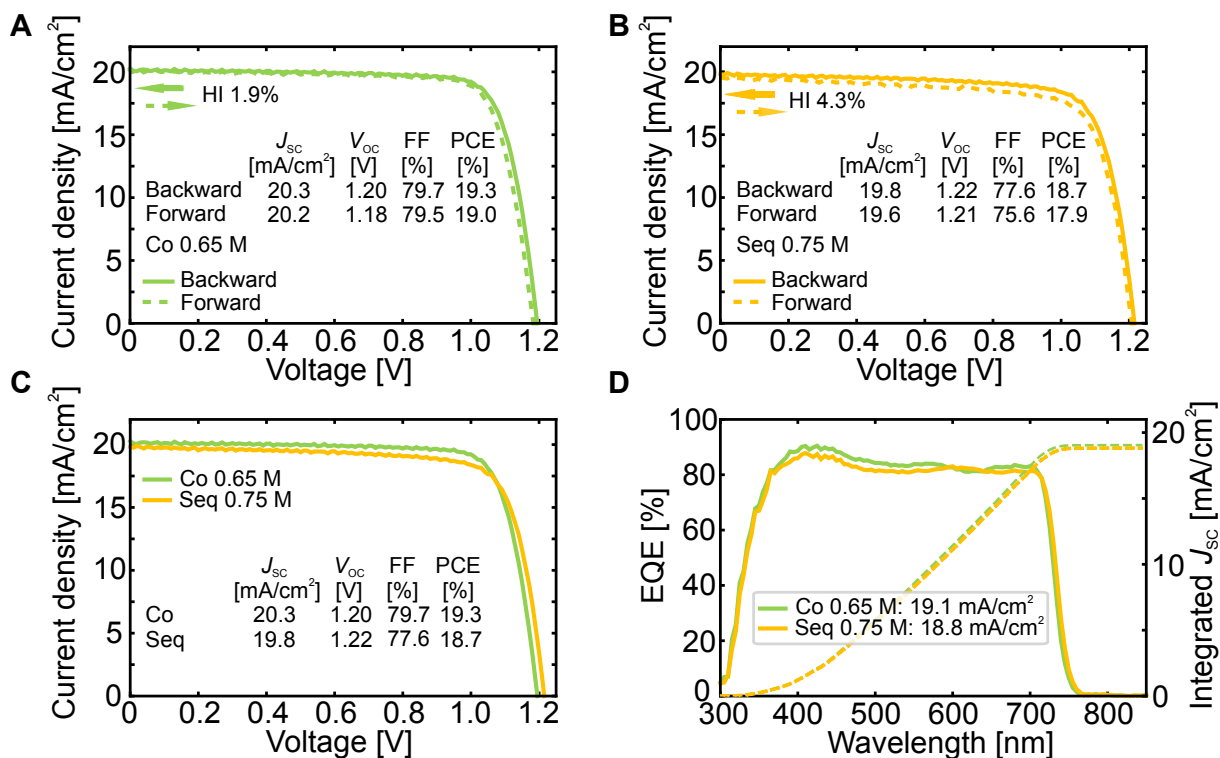 A
Current density [mA/cm²]
20
15
10
5
0
HI 1.9%
J_SC V_OC FF PCE
[mA/cm²] [V] [%] [%]
Backward 20.3 1.20 79.7 19.3
Forward 20.2 1.18 79.5 19.0
Co 0.65 M
Backward
Forward
0 0.2 0.4 0.6 0.8 1.0 1.2
Voltage [V]
B
Current density [mA/cm²]
20
15
10
5
0
HI 4.3%
J_SC V_OC FF PCE
[mA/cm²] [V] [%] [%]
Backward 19.8 1.22 77.6 18.7
Forward 19.6 1.21 75.6 17.9
Seq 0.75 M
Backward
Forward
0 0.2 0.4 0.6 0.8 1.0 1.2
Voltage [V]
C
Current density [mA/cm²]
20
15
10
5
0
Co 0.65 M
Seq 0.75 M
J_SC V_OC FF PCE
[mA/cm²] [V] [%] [%]
Co 20.3 1.20 79.7 19.3
Seq 19.8 1.22 77.6 18.7
0 0.2 0.4 0.6 0.8 1.0 1.2
Voltage [V]
D
EQE [%]
100
80
60
40
20
0
Co 0.65 M: 19.1 mA/cm²
Seq 0.75 M: 18.8 mA/cm²
20
10
0
Integrated J_SC [mA/cm²]
300 400 500 600 700 800
Wavelength [nm]